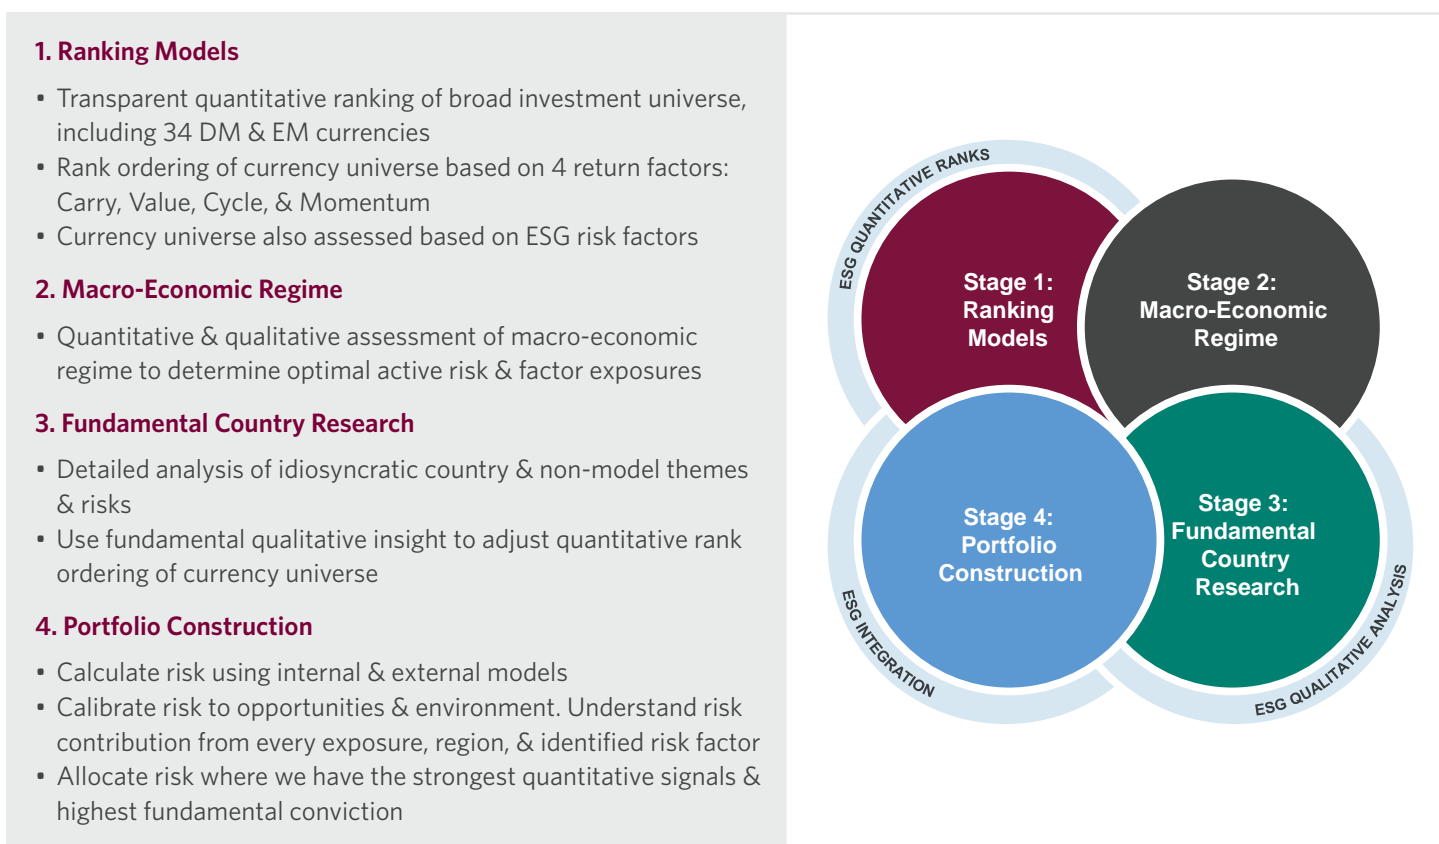 1. Ranking Models
• Transparent quantitative ranking of broad investment universe,
including 34 DM & EM currencies
• Rank ordering of currency universe based on 4 return factors:
Carry, Value, Cycle, & Momentum
• Currency universe also assessed based on ESG risk factors
2. Macro-Economic Regime
• Quantitative & qualitative assessment of macro-economic
regime to determine optimal active risk & factor exposures
3. Fundamental Country Research
• Detailed analysis of idiosyncratic country & non-model themes
& risks
• Use fundamental qualitative insight to adjust quantitative rank
ordering of currency universe
4. Portfolio Construction
• Calculate risk using internal & external models
• Calibrate risk to opportunities & environment. Understand risk
contribution from every exposure, region, & identified risk factor
• Allocate risk where we have the strongest quantitative signals &
highest fundamental conviction
ESG QUANTITATIVE RANKS
Stage 1:
Ranking
Models
Stage 2:
Macro-Economic
Regime
Stage 4:
Portfolio
Construction
Stage 3:
Fundamental
Country
Research
ESG INTEGRATION
ESG QUALITATIVE ANALYSIS